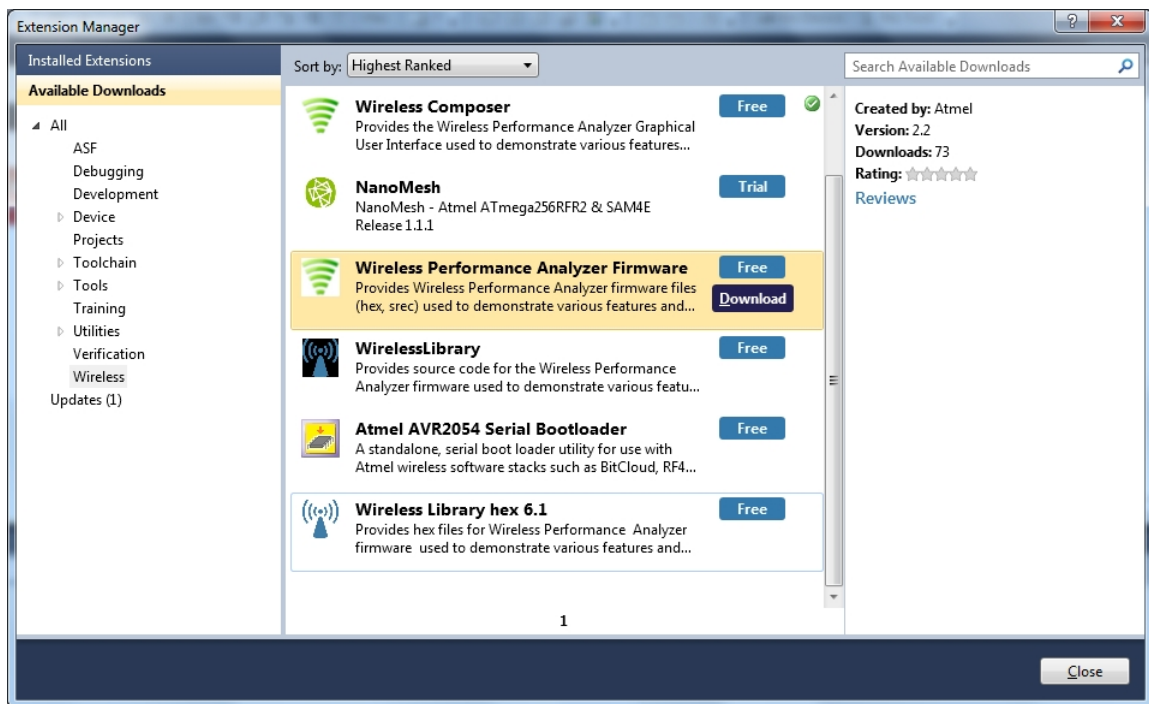 Extension Manager
?
X
Installed Extensions
Available Downloads
All
ASF
Debugging
Development
Device
Projects
Toolchain
Tools
Training
Utilities
Verification
Wireless
Updates (1)
Sort by: Highest Ranked
Wireless Composer
Free
Provides the Wireless Performance Analyzer Graphical
User Interface used to demonstrate various features...
NanoMesh
Trial
NanoMesh - Atmel ATmega256RFR2 & SAM4E
Release 1.1.1
Wireless Performance Analyzer Firmware
Free
Provides Wireless Performance Analyzer firmware files
(hex, srec) used to demonstrate various features and...
Download
WirelessLibrary
Free
Provides source code for the Wireless Performance
Analyzer firmware used to demonstrate various featu...
Atmel AVR2054 Serial Bootloader
Free
A standalone, serial boot loader utility for use with
Atmel wireless software stacks such as BitCloud, RF4...
Wireless Library hex 6.1
Free
Provides hex files for Wireless Performance Analyzer
firmware used to demonstrate various features and...
1
Search Available Downloads
Created by: Atmel
Version: 2.2
Downloads: 73
Rating:
Reviews
Close